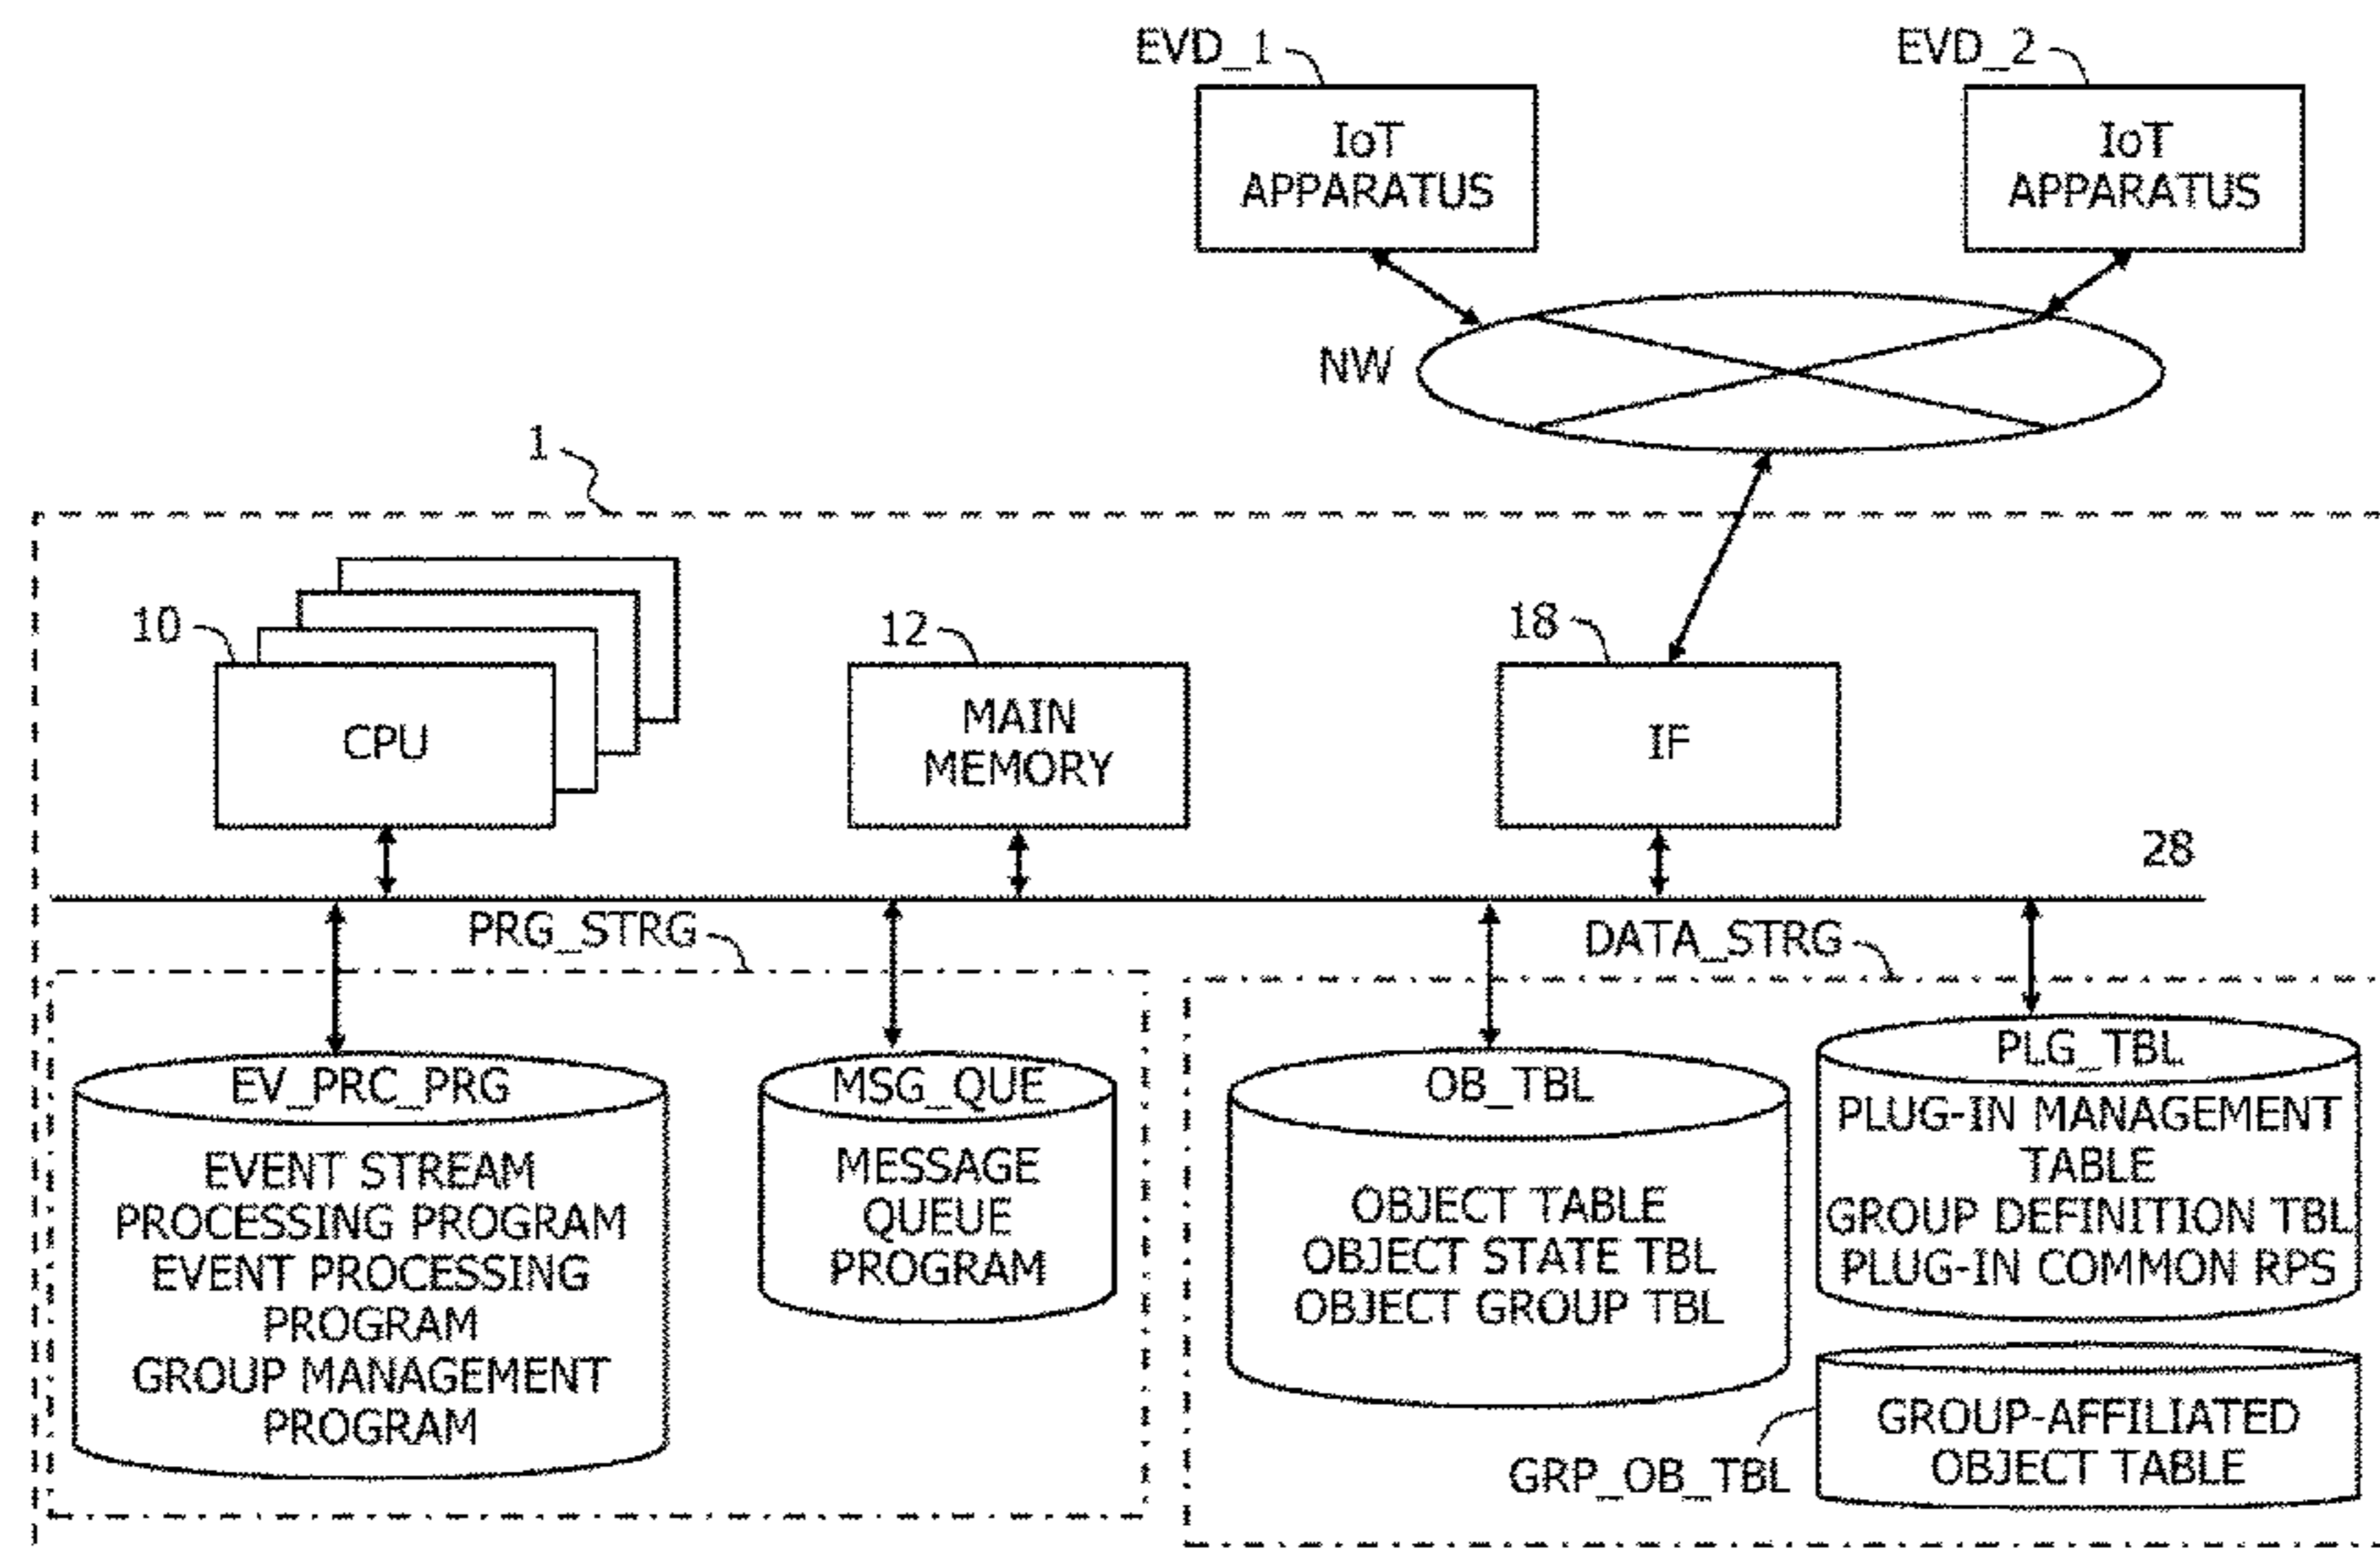 EVD_1
EVD_2
IoT
APPARATUS
IoT
APPARATUS
NW
1
10
12
18
CPU
MAIN
MEMORY
IF
28
PRG_STRG
DATA_STRG
EV_PRC_PRG
EVENT STREAM
PROCESSING PROGRAM
EVENT PROCESSING
PROGRAM
GROUP MANAGEMENT
PROGRAM
MSG_QUE
MESSAGE
QUEUE
PROGRAM
OB_TBL
OBJECT TABLE
OBJECT STATE TBL
OBJECT GROUP TBL
PLG_TBL
PLUG-IN MANAGEMENT
TABLE
GROUP DEFINITION TBL
PLUG-IN COMMON RPS
GRP_OB_TBL
GROUP-AFFILIATED
OBJECT TABLE